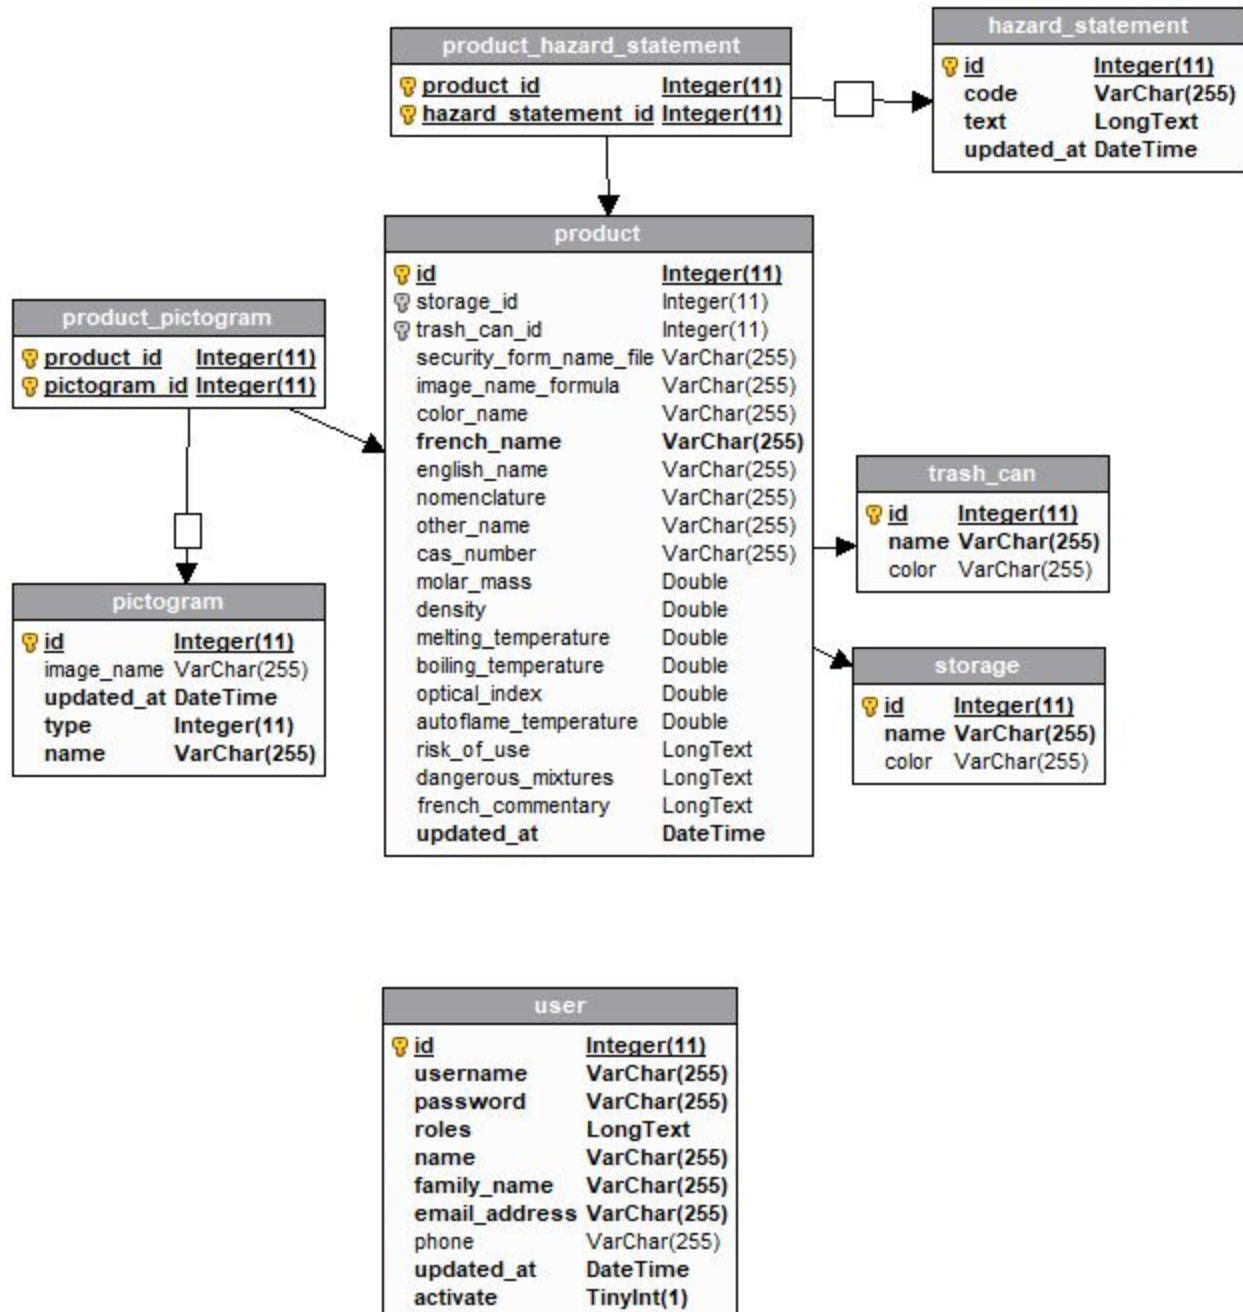 product_hazard_statement
product_id Integer(11)
hazard_statement_id Integer(11)
hazard_statement
id Integer(11)
code VarChar(255)
text LongText
updated_at DateTime
product
id Integer(11)
storage_id Integer(11)
trash_can_id Integer(11)
security_form_name_file VarChar(255)
image_name_formula VarChar(255)
color_name VarChar(255)
french_name VarChar(255)
english_name VarChar(255)
nomenclature VarChar(255)
other_name VarChar(255)
cas_number VarChar(255)
molar_mass Double
density Double
melting_temperature Double
boiling_temperature Double
optical_index Double
autoflame_temperature Double
risk_of_use LongText
dangerous_mixtures LongText
french_commentary LongText
updated_at DateTime
product_pictogram
product_id Integer(11)
pictogram_id Integer(11)
pictogram
id Integer(11)
image_name VarChar(255)
updated_at DateTime
type Integer(11)
name VarChar(255)
trash_can
id Integer(11)
name VarChar(255)
color VarChar(255)
storage
id Integer(11)
name VarChar(255)
color VarChar(255)
user
id Integer(11)
username VarChar(255)
password VarChar(255)
roles LongText
name VarChar(255)
family_name VarChar(255)
email_address VarChar(255)
phone VarChar(255)
updated_at DateTime
activate TinyInt(1)